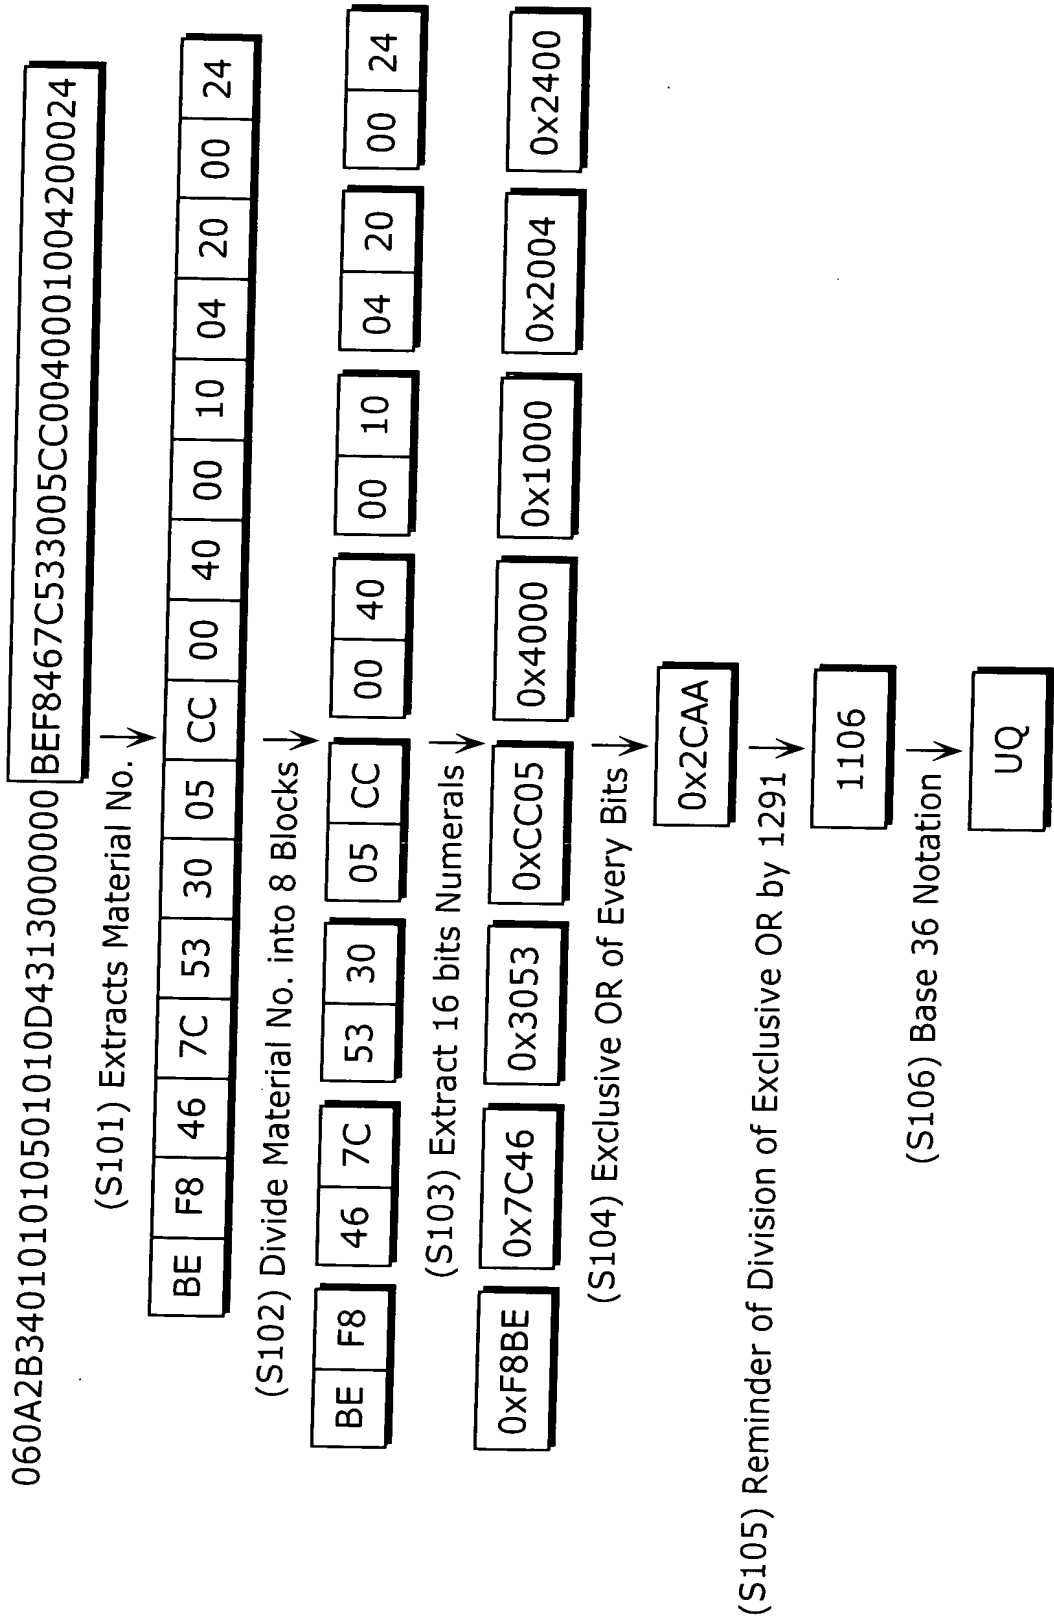 060A2B340101010501010D4313000000 BEF8467C533005CC0040001004200024
(S101) Extracts Material No.
BE F8 46 7C 53 30 05 CC 00 40 00 10 04 20 00 24
(S102) Divide Material No. into 8 Blocks
BE F8 46 7C 53 30 05 CC 00 40 00 10 04 20 00 24
(S103) Extract 16 bits Numerals
0xF8BE 0x7C46 0x3053 0xCC05 0x4000 0x1000 0x2004 0x2400
(S104) Exclusive OR of Every Bits
0x2CAA
(S105) Reminder of Division of Exclusive OR by 1291
1106
(S106) Base 36 Notation
UQ